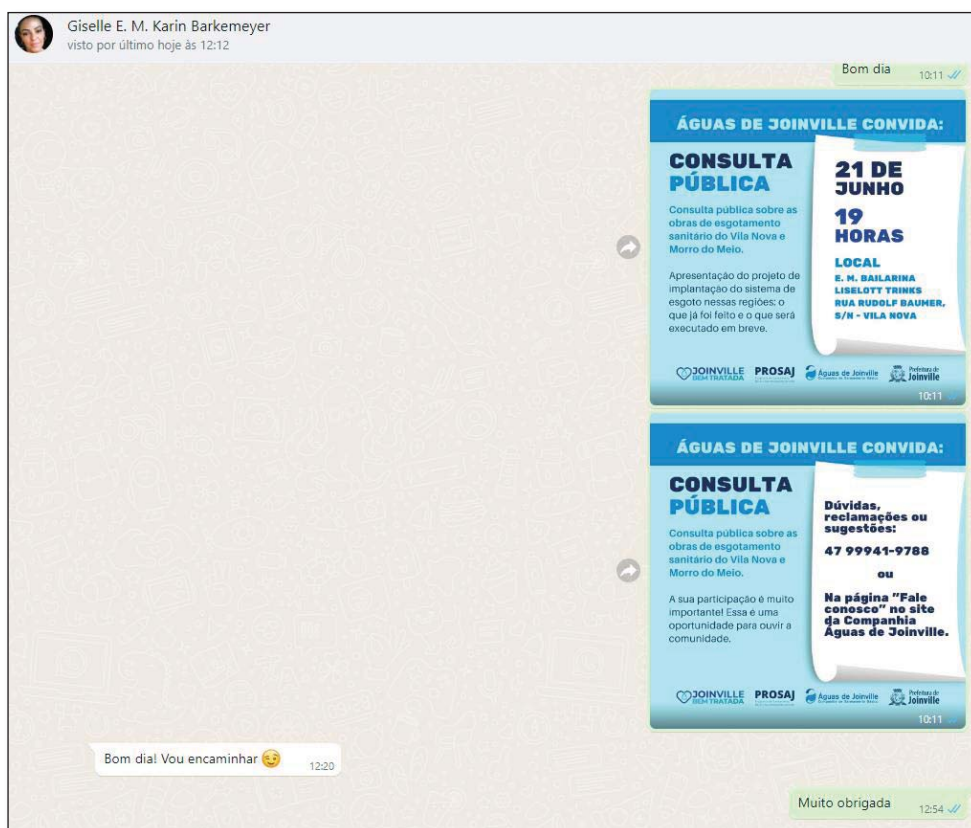 Giselle E. M. Karin Barkemeyer
visto por último hoje às 12:12
Bom dia
10:11
ÁGUAS DE JOINVILLE CONVIDA:
CONSULTA
PÚBLICA
Consulta pública sobre as
obras de esgotamento
sanitário do Vila Nova e
Morro do Meio.
Apresentação do projeto de
implantação do sistema de
esgoto nessas regiões: o
que já foi feito e o que será
executado em breve.
21 DE
JUNHO
19
HORAS
LOCAL
E. M. BAILARINA
LISELOTT TRINKS
RUA RUDOLF BAUMER,
S/N - VILA NOVA
JOINVILLE
BEM TRATADA
PROSAJ
Águas de Joinville
Prefeitura de
Joinville
10:11
ÁGUAS DE JOINVILLE CONVIDA:
CONSULTA
PÚBLICA
Consulta pública sobre as
obras de esgotamento
sanitário do Vila Nova e
Morro do Meio.
A sua participação é muito
importante! Essa é uma
oportunidade para ouvir a
comunidade.
Dúvidas,
reclamações ou
sugestões:
47 99941-9788
ou
Na página "Fale
conosco" no site
da Companhia
Águas de Joinville.
JOINVILLE
BEM TRATADA
PROSAJ
Águas de Joinville
Prefeitura de
Joinville
10:11
Bom dia! Vou encaminhar 😉
12:20
Muito obrigada
12:54